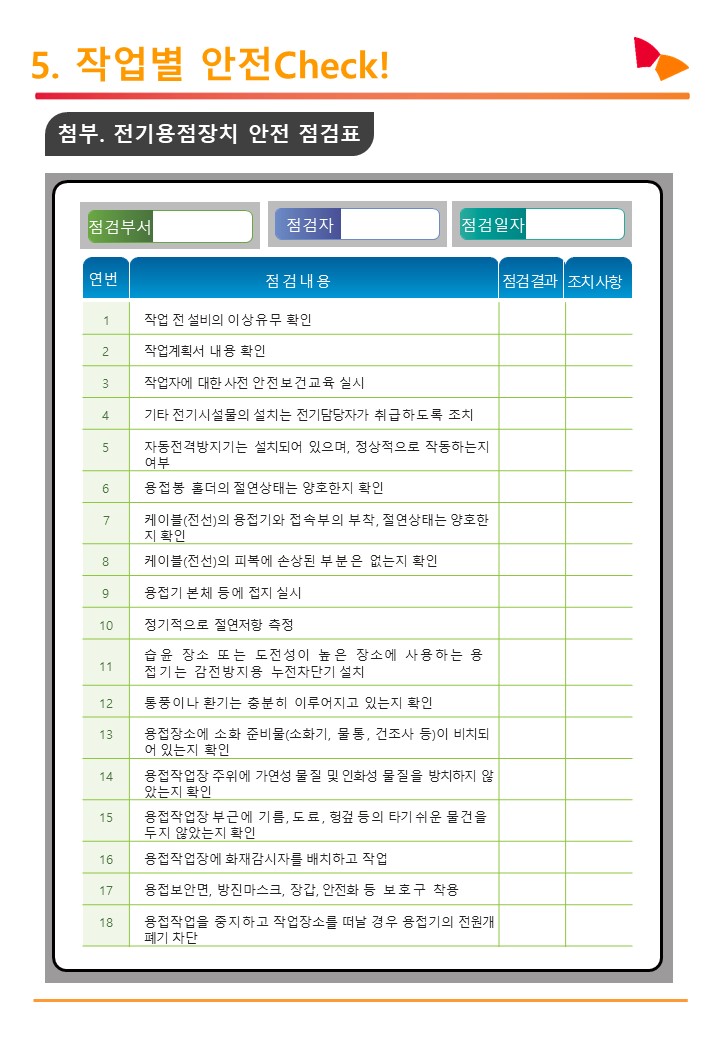 5. 작업별 안전Check!
첨부. 전기용점장치 안전 점검표
점검부서 점검자 점검일자
연번 점검내용 점검결과 조치사항
1 작업 전 설비의 이상유무 확인
2 작업계획서 내용 확인
3 작업자에 대한 사전 안전보건교육 실시
4 기타 전기시설물의 설치는 전기담당자가 취급하도록 조치
5 자동전격방지기는 설치되어 있으며, 정상적으로 작동하는지
여부
6 용접봉 홀더의 절연상태는 양호한지 확인
7 케이블(전선)의 용접기와 접속부의 부착, 절연상태는 양호한
지 확인
8 케이블(전선)의 피복에 손상된 부분은 없는지 확인
9 용접기 본체 등에 접지 실시
10 정기적으로 절연저항 측정
11 습윤 장소 또는 도전성이 높은 장소에 사용하는 용
접기는 감전방지용 누전차단기 설치
12 통풍이나 환기는 충분히 이루어지고 있는지 확인
13 용접장소에 소화 준비물(소화기, 물통, 건조사 등)이 비치되
어 있는지 확인
14 용접작업장 주위에 가연성 물질 및 인화성 물질을 방치하지 않
았는지 확인
15 용접작업장 부근에 기름, 도료, 헝겊 등의 타기 쉬운 물건을
두지 않았는지 확인
16 용접작업장에 화재감시자를 배치하고 작업
17 용접보안면, 방진마스크, 장갑, 안전화 등 보호구 착용
18 용접작업을 중지하고 작업장소를 떠날 경우 용접기의 전원개
폐기 차단